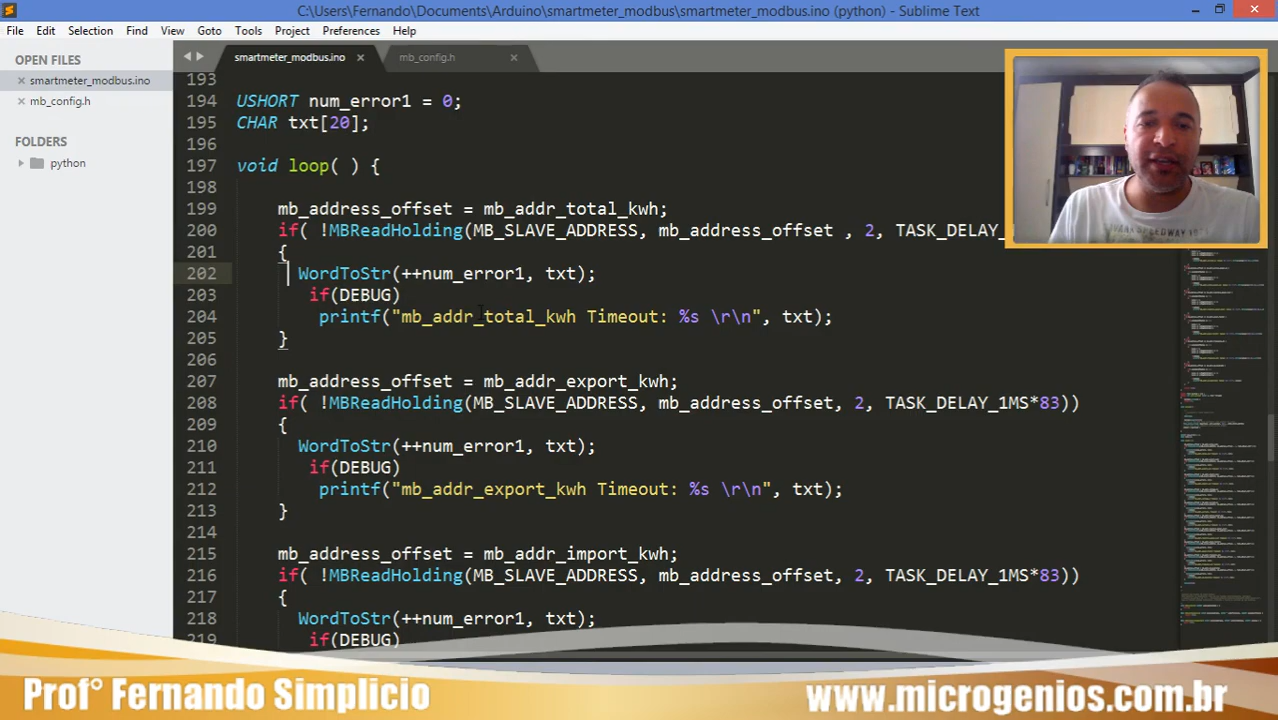 C:\Users\Fernando\Documents\Arduino\smartmeter_modbus\smartmeter_modbus.ino (python) - Sublime Text
File Edit Selection Find View Goto Tools Project Preferences Help
OPEN FILES
smartmeter_modbus.ino
mb_config.h
FOLDERS
python
smartmeter_modbus.ino
mb_config.h
193
194 USHORT num_error1 = 0;
195 CHAR txt[20];
196
197 void loop( ) {
198
199 mb_address_offset = mb_addr_total_kwh;
200 if( !MBReadHolding(MB_SLAVE_ADDRESS, mb_address_offset , 2, TASK_DELAY_1M
201 {
202 WordToStr(++num_error1, txt);
203 if(DEBUG)
204 printf("mb_addr_total_kwh Timeout: %s \r\n", txt);
205 }
206
207 mb_address_offset = mb_addr_export_kwh;
208 if( !MBReadHolding(MB_SLAVE_ADDRESS, mb_address_offset, 2, TASK_DELAY_1MS*83))
209 {
210 WordToStr(++num_error1, txt);
211 if(DEBUG)
212 printf("mb_addr_export_kwh Timeout: %s \r\n", txt);
213 }
214
215 mb_address_offset = mb_addr_import_kwh;
216 if( !MBReadHolding(MB_SLAVE_ADDRESS, mb_address_offset, 2, TASK_DELAY_1MS*83))
217 {
218 WordToStr(++num_error1, txt);
219 if(DEBUG)
Prof° Fernando Simplicio
www.microgenios.com.br